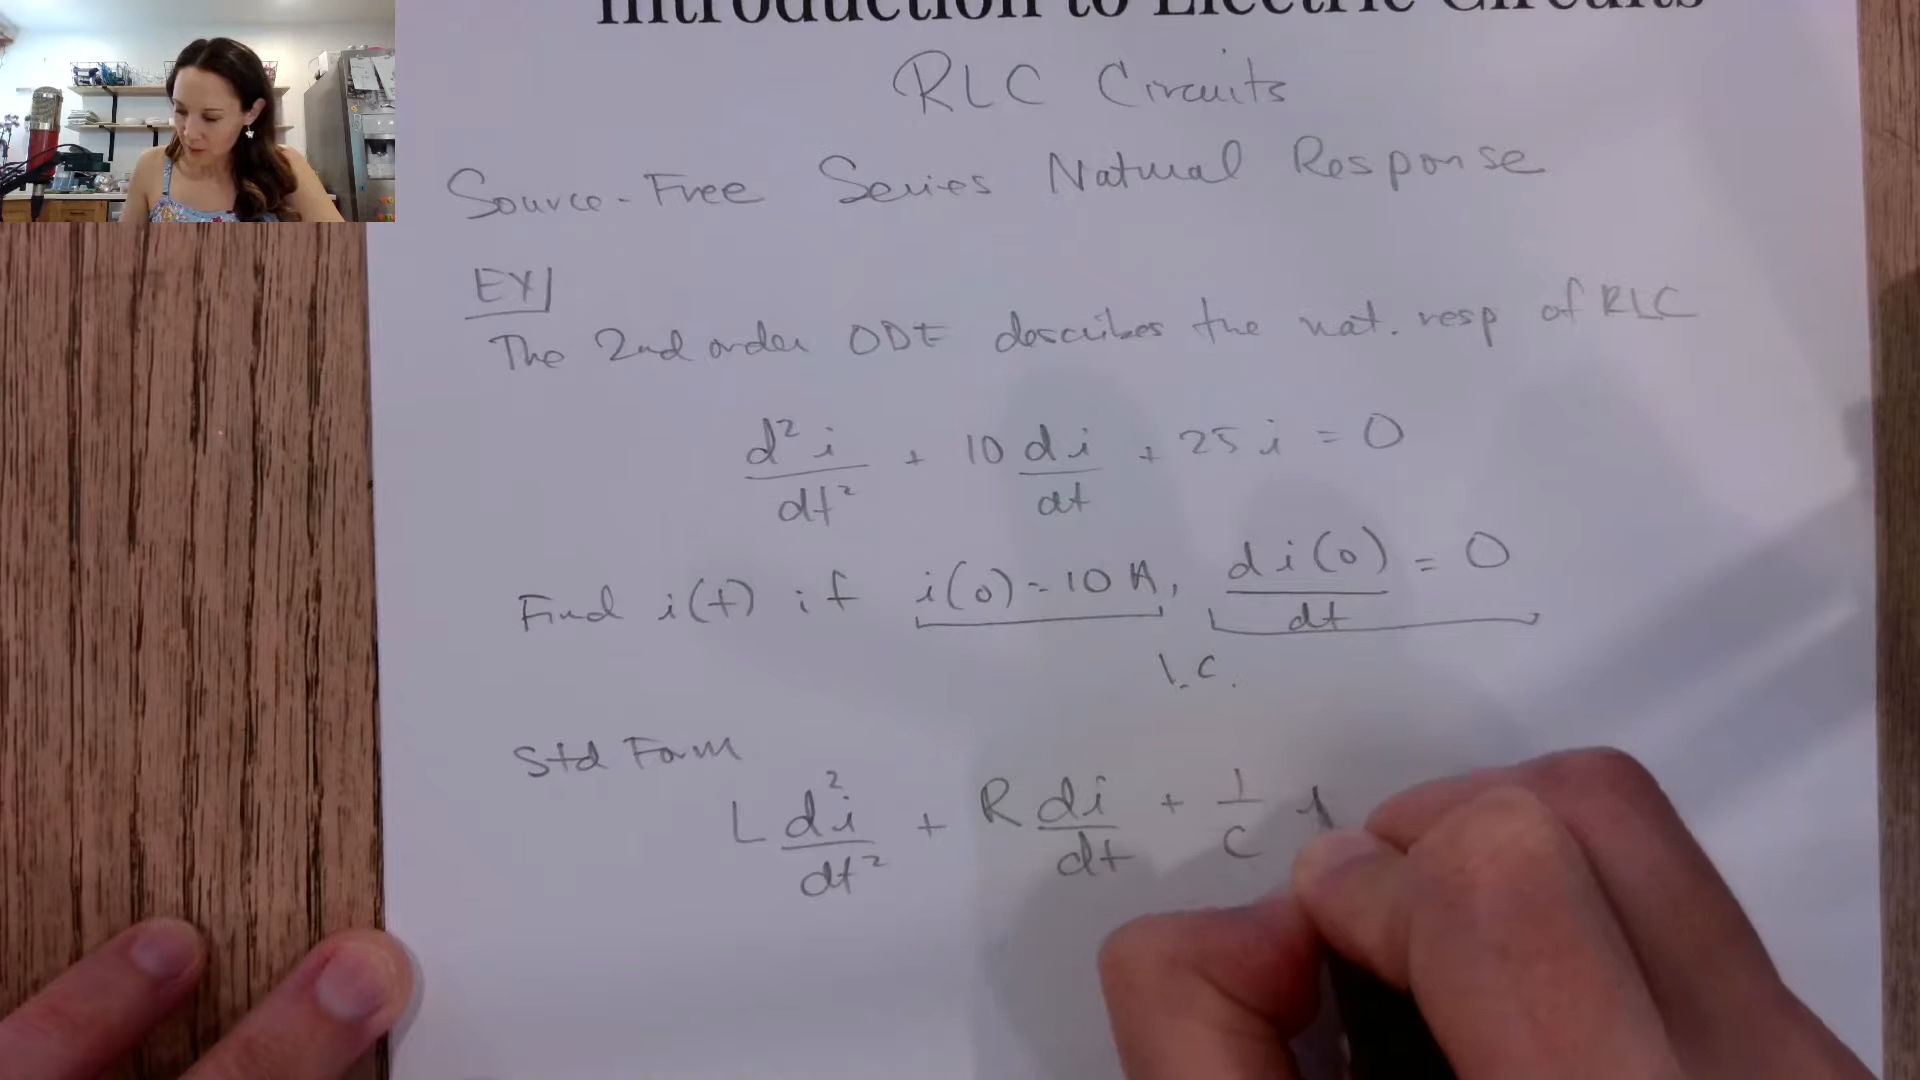 Introduction to Electric Circuits
RLC Circuits
Source-Free Series Natural Response
EX
The 2nd order ODE describes the nat. resp of RLC
d²i/dt² + 10 di/dt + 25 i = 0
Find i(t) if i(0) = 10 A, di(0)/dt = 0
I.C.
Std Form
L d²i/dt² + R di/dt + 1/C i